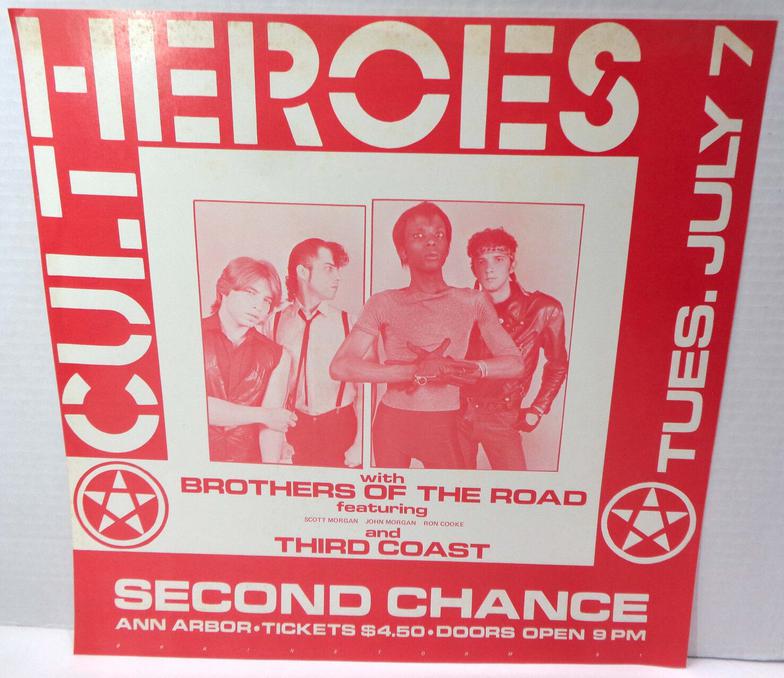 CULT HEROES
TUES. JULY 7
with
BROTHERS OF THE ROAD
featuring
SCOTT MORGAN JOHN MORGAN RON COOKE
and
THIRD COAST
SECOND CHANCE
ANN ARBOR•TICKETS $4.50•DOORS OPEN 9 PM